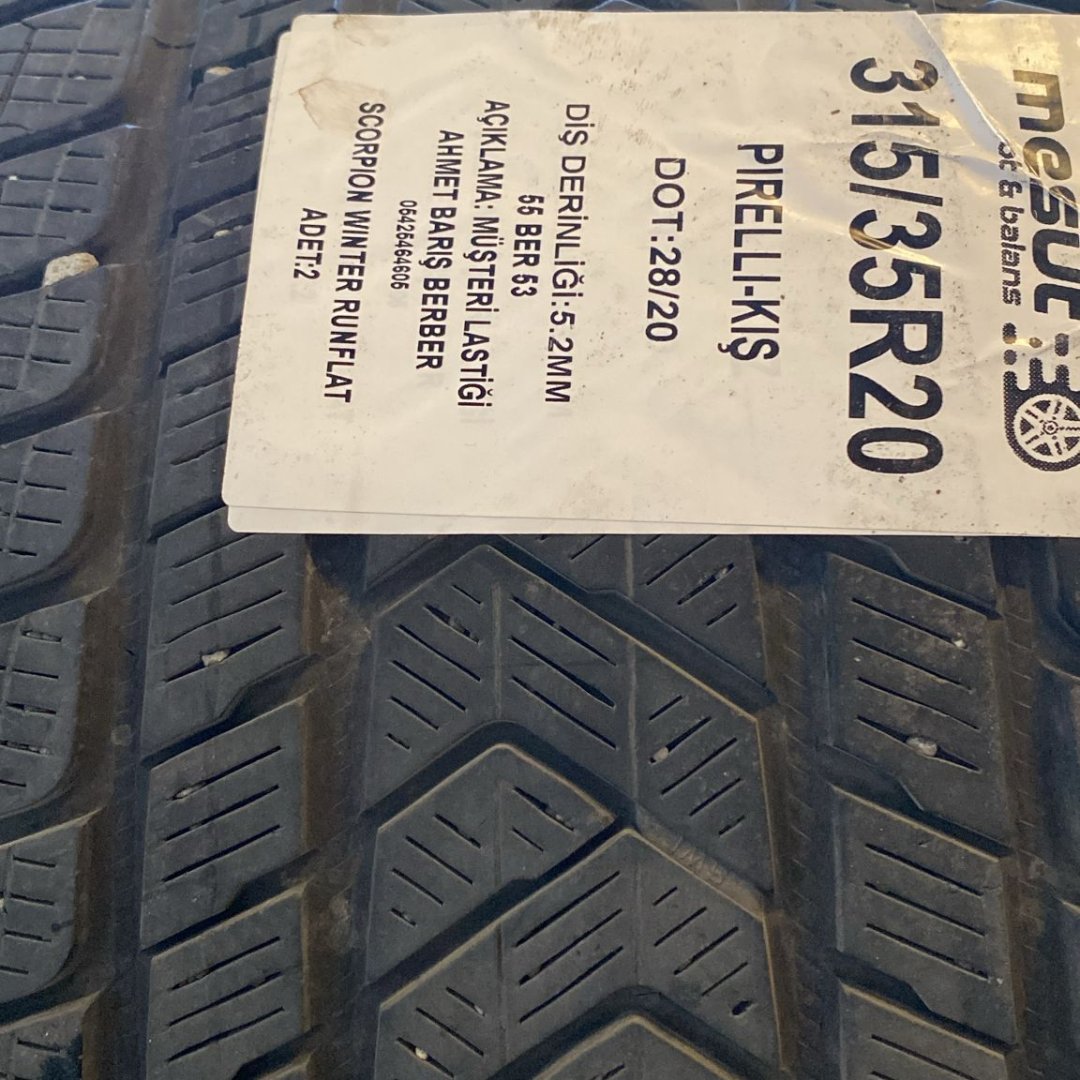 mesut
& balans
315/35R20
PIRELLI-KIŞ
DOT:28/20
DİŞ DERİNLİĞİ:5.2MM
55 BER 53
AÇIKLAMA: MÜŞTERİ LASTİĞİ
AHMET BARIŞ BERBER
05425464606
SCORPION WINTER RUNFLAT
ADET:2